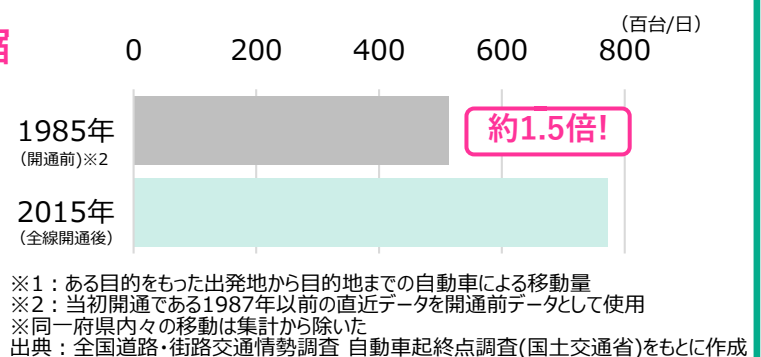 (百台/日)
0 200 400 600 800
1985年
(開通前)※2
約1.5倍!
2015年
(全線開通後)
※1：ある目的をもった出発地から目的地までの自動車による移動量
※2：当初開通である1987年以前の直近データを開通前データとして使用
※同一府県内々の移動は集計から除いた
出典：全国道路・街路交通情勢調査 自動車起終点調査(国土交通省)をもとに作成